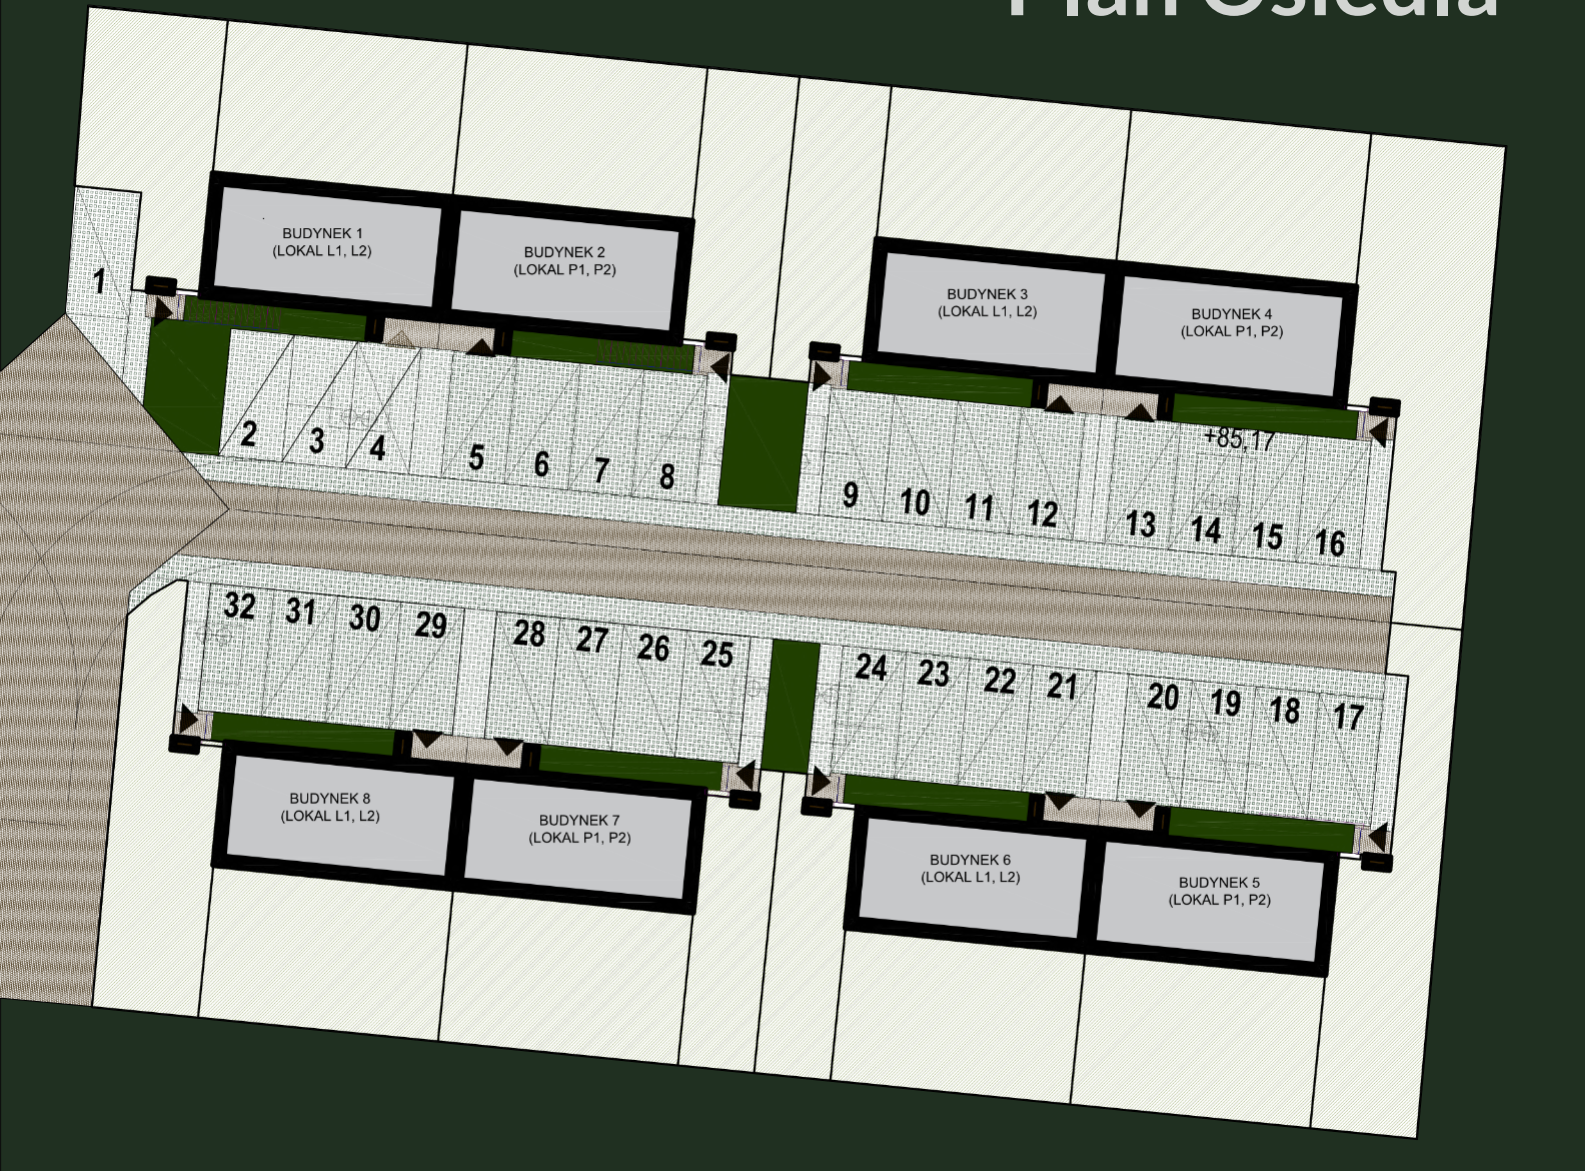 Plan Osiedla
BUDYNEK 1
(LOKAL L1, L2)
BUDYNEK 2
(LOKAL P1, P2)
BUDYNEK 3
(LOKAL L1, L2)
BUDYNEK 4
(LOKAL P1, P2)
1
+85,17
2 3 4 5 6 7 8 9 10 11 12 13 14 15 16
32 31 30 29 28 27 26 25 24 23 22 21 20 19 18 17
BUDYNEK 8
(LOKAL L1, L2)
BUDYNEK 7
(LOKAL P1, P2)
BUDYNEK 6
(LOKAL L1, L2)
BUDYNEK 5
(LOKAL P1, P2)